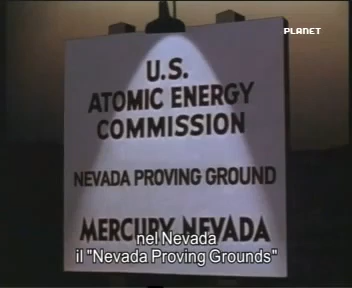 PLANET
U.S.
ATOMIC ENERGY
COMMISSION
NEVADA PROVING GROUND
MERCURY, NEVADA
nel Nevada
il "Nevada Proving Grounds"